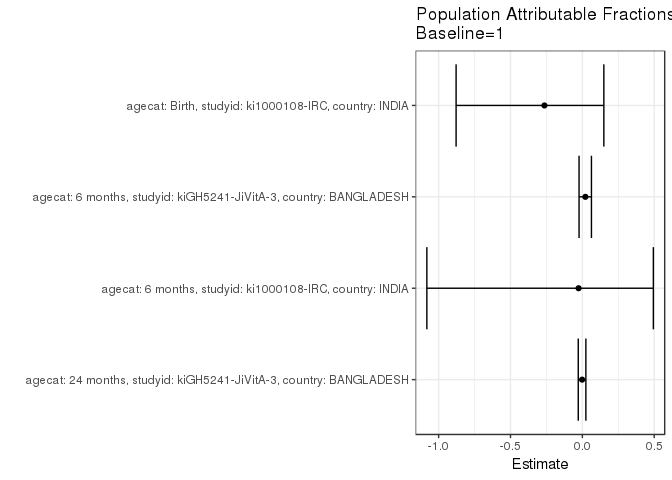 Population Attributable Fractions
Baseline=1
agecat: Birth, studyid: ki1000108-IRC, country: INDIA
agecat: 6 months, studyid: kiGH5241-JiVitA-3, country: BANGLADESH
agecat: 6 months, studyid: ki1000108-IRC, country: INDIA
agecat: 24 months, studyid: kiGH5241-JiVitA-3, country: BANGLADESH
-1.0 -0.5 0.0 0.5
Estimate